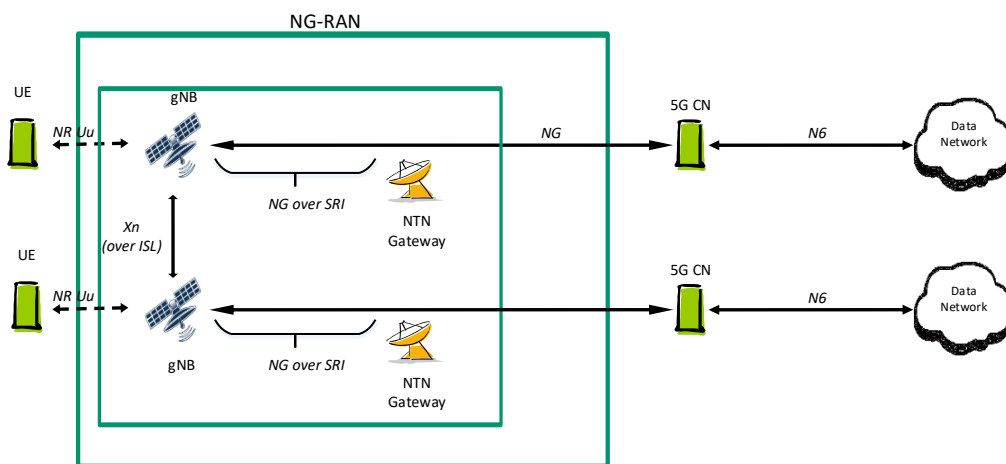 NG-RAN
UE
gNB
5G CN
NR Uu
NG
N6
Data
Network
NG over SRI
NTN
Gateway
Xn
(over ISL)
UE
5G CN
Data
Network
NR Uu
N6
gNB
NG over SRI
NTN
Gateway